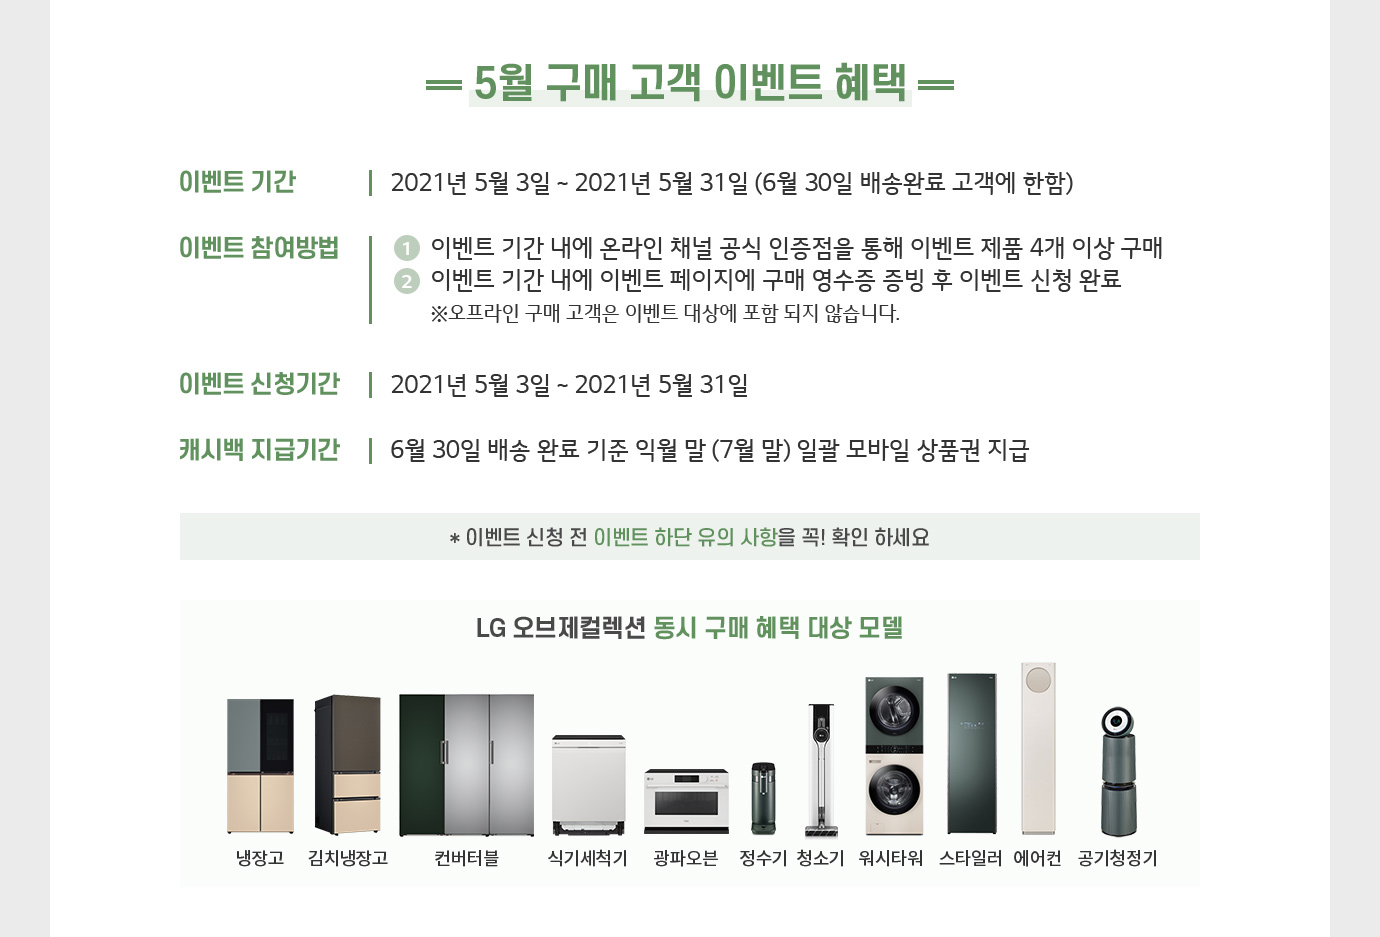 5월 구매 고객 이벤트 혜택
이벤트 기간
2021년 5월 3일 ~ 2021년 5월 31일 (6월 30일 배송완료 고객에 한함)
이벤트 참여방법
1 이벤트 기간 내에 온라인 채널 공식 인증점을 통해 이벤트 제품 4개 이상 구매
2 이벤트 기간 내에 이벤트 페이지에 구매 영수증 증빙 후 이벤트 신청 완료
※오프라인 구매 고객은 이벤트 대상에 포함 되지 않습니다.
이벤트 신청기간
2021년 5월 3일 ~ 2021년 5월 31일
캐시백 지급기간
6월 30일 배송 완료 기준 익월 말 (7월 말) 일괄 모바일 상품권 지급
* 이벤트 신청 전 이벤트 하단 유의 사항을 꼭! 확인 하세요
LG 오브제컬렉션 동시 구매 혜택 대상 모델
냉장고 김치냉장고 컨버터블 식기세척기 광파오븐 정수기 청소기 워시타워 스타일러 에어컨 공기청정기